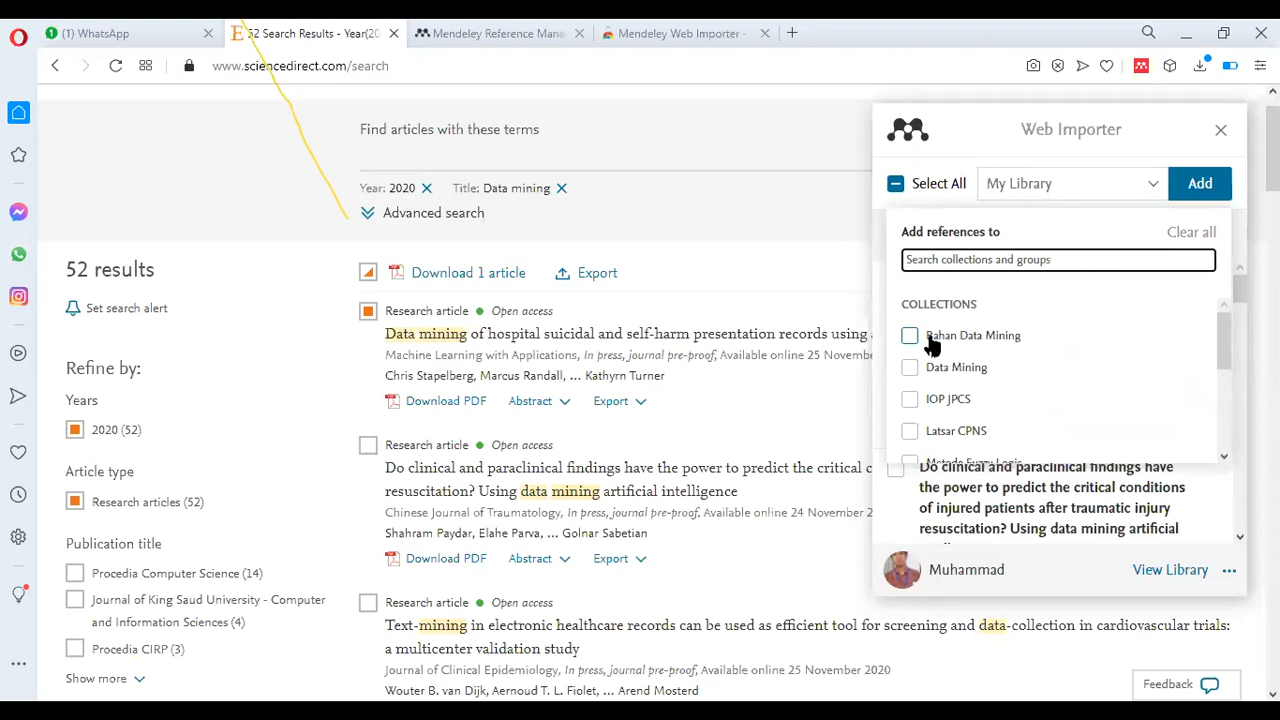 (1) WhatsApp
52 Search Results - Year(20
Mendeley Reference Mana
Mendeley Web Importer -
www.sciencedirect.com/search
Find articles with these terms
Year: 2020
Title: Data mining
Advanced search
52 results
Set search alert
Refine by:
Years
2020 (52)
Article type
Research articles (52)
Publication title
Procedia Computer Science (14)
Journal of King Saud University - Computer
and Information Sciences (4)
Procedia CIRP (3)
Show more
Download 1 article
Export
Research article
Open access
Data mining of hospital suicidal and self-harm presentation records using
Machine Learning with Applications, In press, journal pre-proof, Available online 25 November
Chris Stapelberg, Marcus Randall, ... Kathyrn Turner
Download PDF
Abstract
Export
Research article
Open access
Do clinical and paraclinical findings have the power to predict the critical c
resuscitation? Using data mining artificial intelligence
Chinese Journal of Traumatology, In press, journal pre-proof, Available online 24 November 2
Shahram Paydar, Elahe Parva, ... Golnar Sabetian
Download PDF
Abstract
Export
Research article
Open access
Text-mining in electronic healthcare records can be used as efficient tool for screening and data-collection in cardiovascular trials:
a multicenter validation study
Journal of Clinical Epidemiology, In press, journal pre-proof, Available online 25 November 2020
Wouter B. van Dijk, Aernoud T. L. Fiolet, ... Arend Mosterd
Web Importer
Select All
My Library
Add
Add references to
Clear all
Search collections and groups
COLLECTIONS
Bahan Data Mining
Data Mining
IOP JPCS
Latsar CPNS
Do clinical and paraclinical findings have
the power to predict the critical conditions
of injured patients after traumatic injury
resuscitation? Using data mining artificial
Muhammad
View Library
Feedback